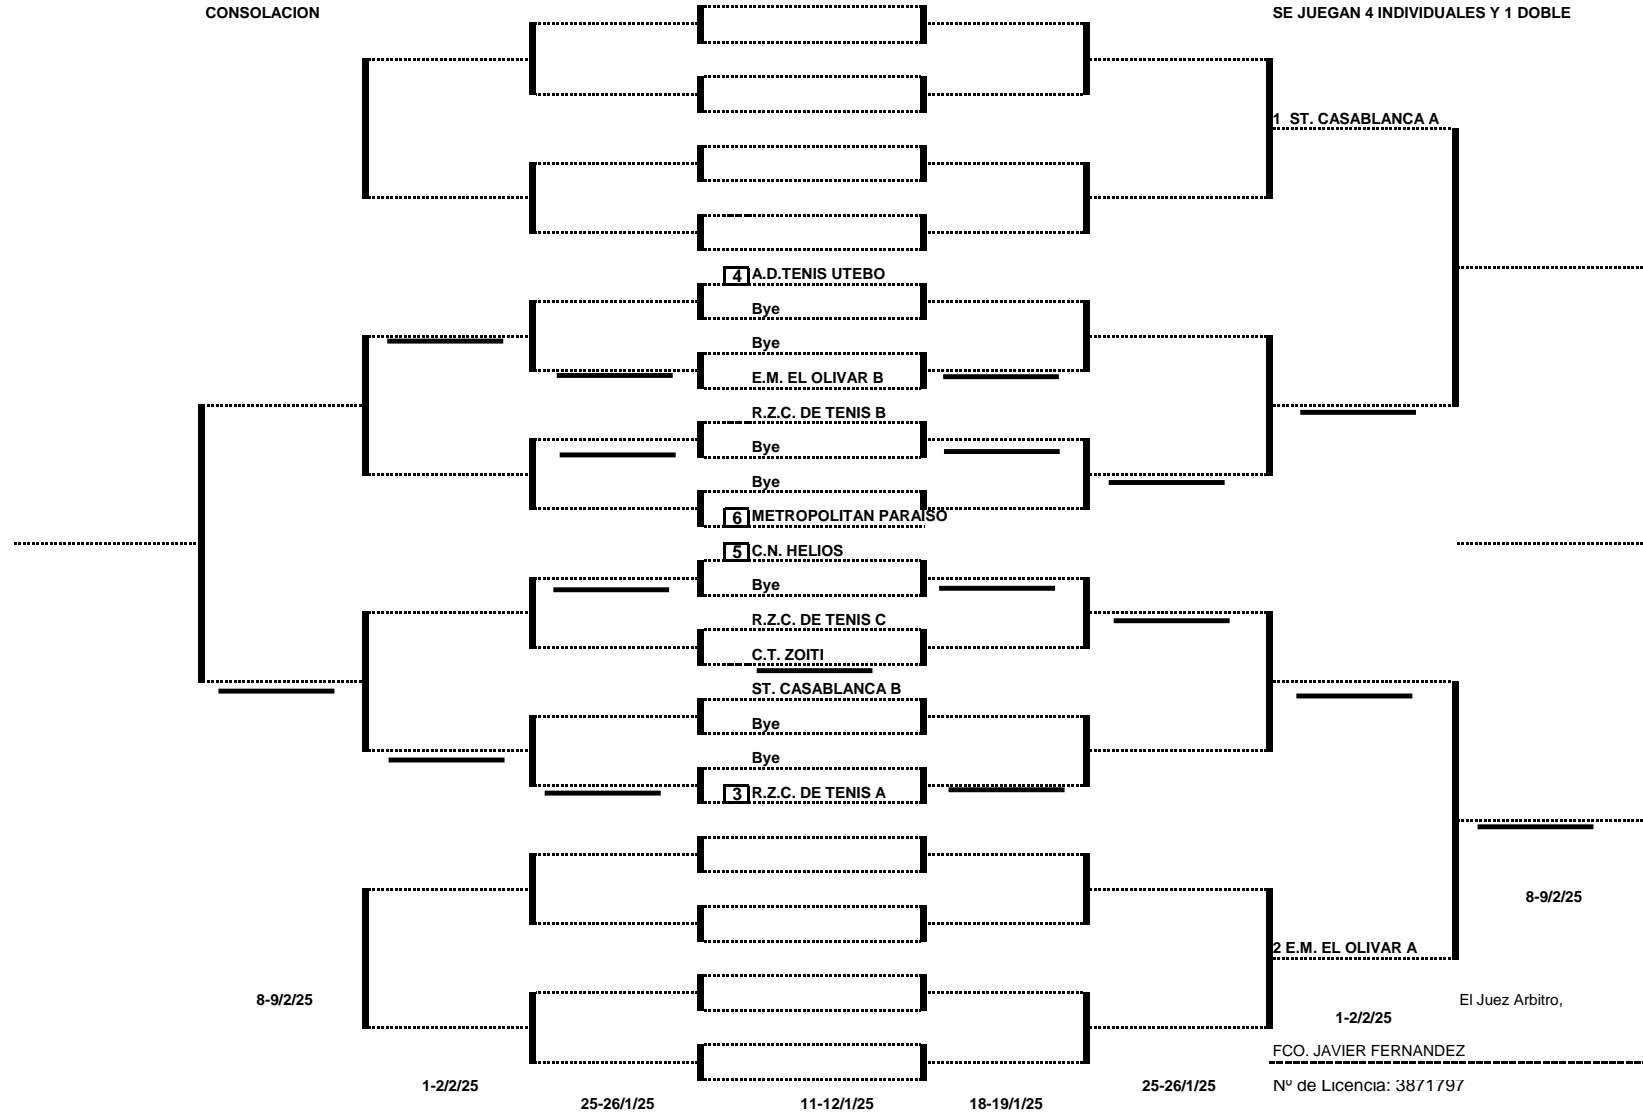 CONSOLACION
SE JUEGAN 4 INDIVIDUALES Y 1 DOBLE
1 ST. CASABLANCA A
4 A.D.TENIS UTEBO
Bye
Bye
E.M. EL OLIVAR B
R.Z.C. DE TENIS B
Bye
Bye
6 METROPOLITAN PARAISO
5 C.N. HELIOS
Bye
R.Z.C. DE TENIS C
C.T. ZOITI
ST. CASABLANCA B
Bye
Bye
3 R.Z.C. DE TENIS A
8-9/2/25
2 E.M. EL OLIVAR A
8-9/2/25
El Juez Arbitro,
1-2/2/25
FCO. JAVIER FERNANDEZ
1-2/2/25
25-26/1/25
Nº de Licencia: 3871797
25-26/1/25
11-12/1/25
18-19/1/25